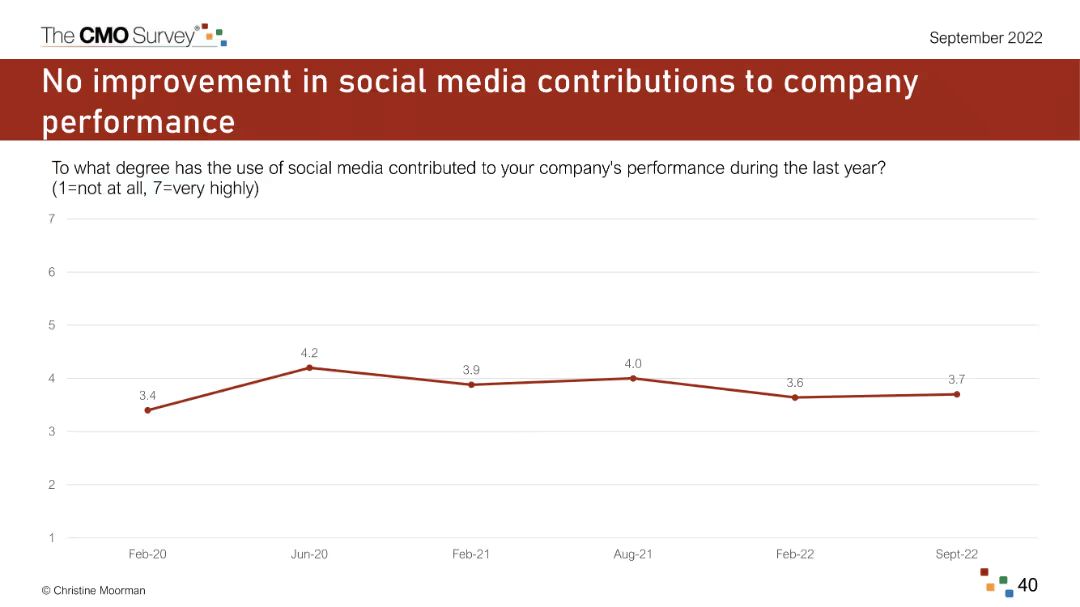 The CMO Survey®
September 2022
No improvement in social media contributions to company
performance
To what degree has the use of social media contributed to your company's performance during the last year?
(1=not at all, 7=very highly)
7
6
5
4
3
2
1
3.4
4.2
3.9
4.0
3.6
3.7
Feb-20
Jun-20
Feb-21
Aug-21
Feb-22
Sept-22
© Christine Moorman
40